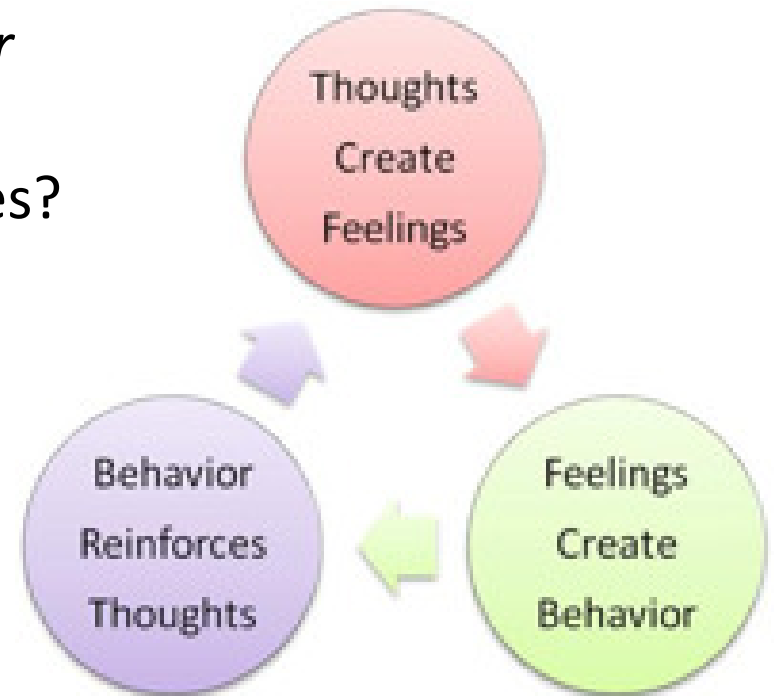 r
es?
Thoughts
Create
Feelings
Feelings
Create
Behavior
Behavior
Reinforces
Thoughts